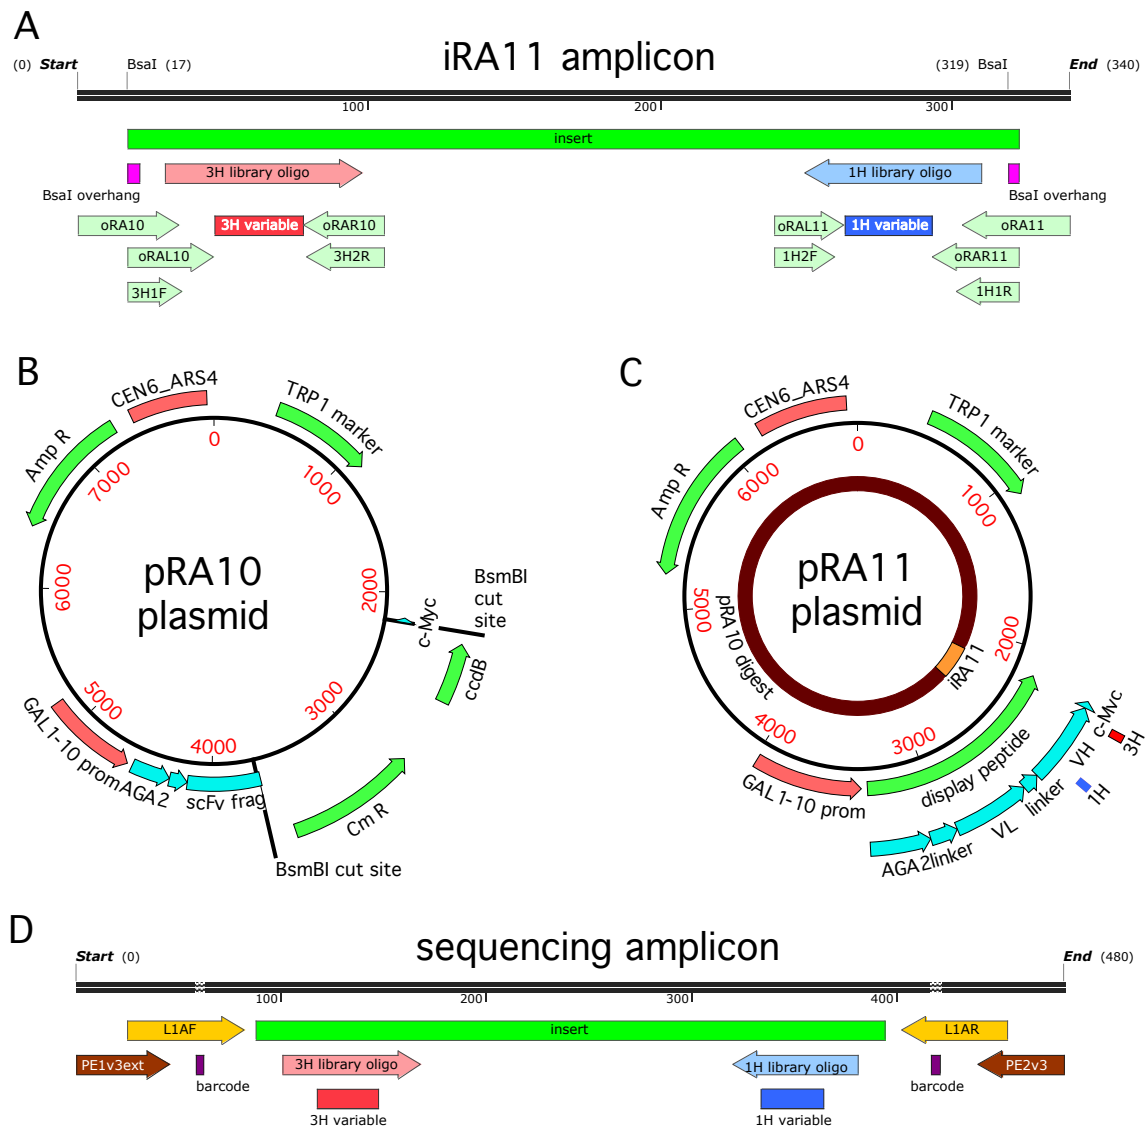 A
iRA11 amplicon
(0) Start
BsaI (17)
(319) BsaI
End (340)
100
200
300
insert
3H library oligo
1H library oligo
BsaI overhang
BsaI overhang
oRA10
3H variable
oRAR10
oRAL11
1H variable
oRA11
oRAL10
3H2R
1H2F
oRAR11
3H1F
1H1R
B
CEN6_ARS4
TRP1 marker
Amp R
0
1000
2000
3000
4000
5000
6000
7000
pRA10
plasmid
BsmBI
cut
site
c-Myc
ccdB
Cm R
GAL1-10 prom
AGA2
scFv frag
BsmBI cut site
C
CEN6_ARS4
TRP1 marker
Amp R
0
1000
2000
3000
4000
5000
6000
pRA11
plasmid
pRA10 digest
iRA11
GAL1-10 prom
display peptide
AGA2
linker
VL
linker
VH
c-Myc
3H
1H
D
sequencing amplicon
Start (0)
End (480)
100
200
300
400
L1AF
insert
L1AR
PE1v3ext
3H library oligo
1H library oligo
PE2v3
barcode
barcode
3H variable
1H variable